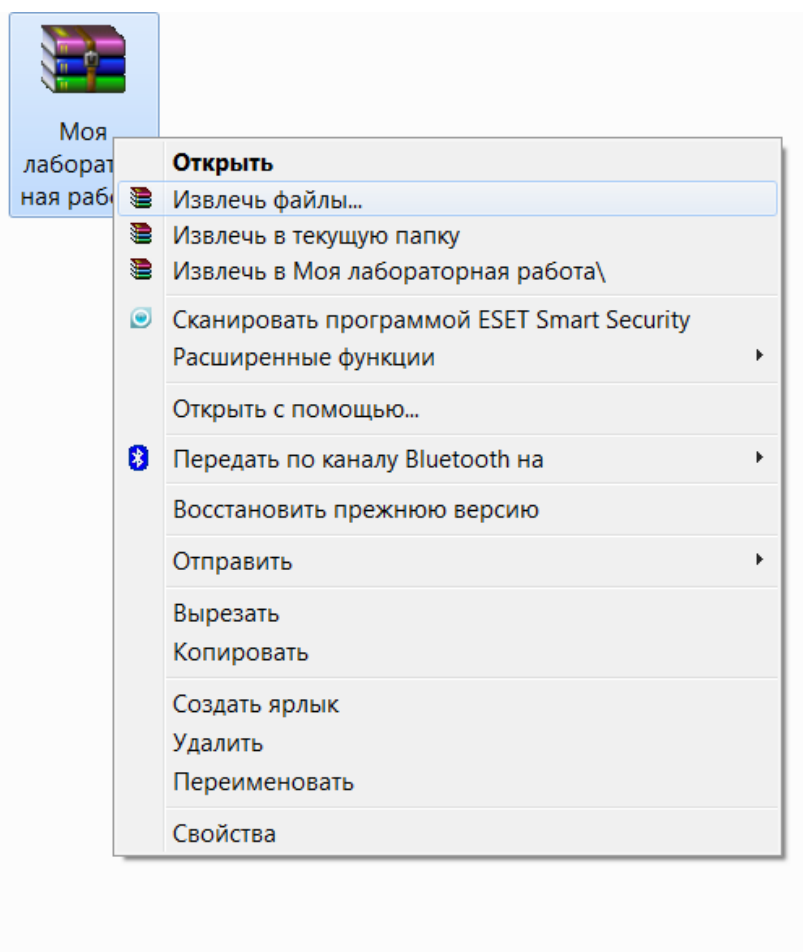 Моя
лаборат
ная раб
Открыть
Извлечь файлы...
Извлечь в текущую папку
Извлечь в Моя лабораторная работа\
Сканировать программой ESET Smart Security
Расширенные функции
Открыть с помощью...
Передать по каналу Bluetooth на
Восстановить прежнюю версию
Отправить
Вырезать
Копировать
Создать ярлык
Удалить
Переименовать
Свойства